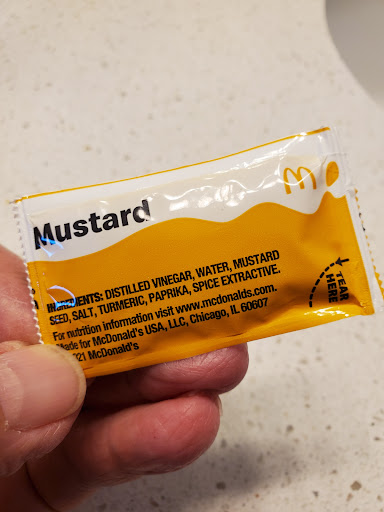 Mustard
INGREDIENTS: DISTILLED VINEGAR, WATER, MUSTARD
SEED, SALT, TURMERIC, PAPRIKA, SPICE EXTRACTIVE.
For nutrition information visit www.mcdonalds.com.
Made for McDonald's USA, LLC, Chicago, IL 60607
2021 McDonald's
TEAR
HERE